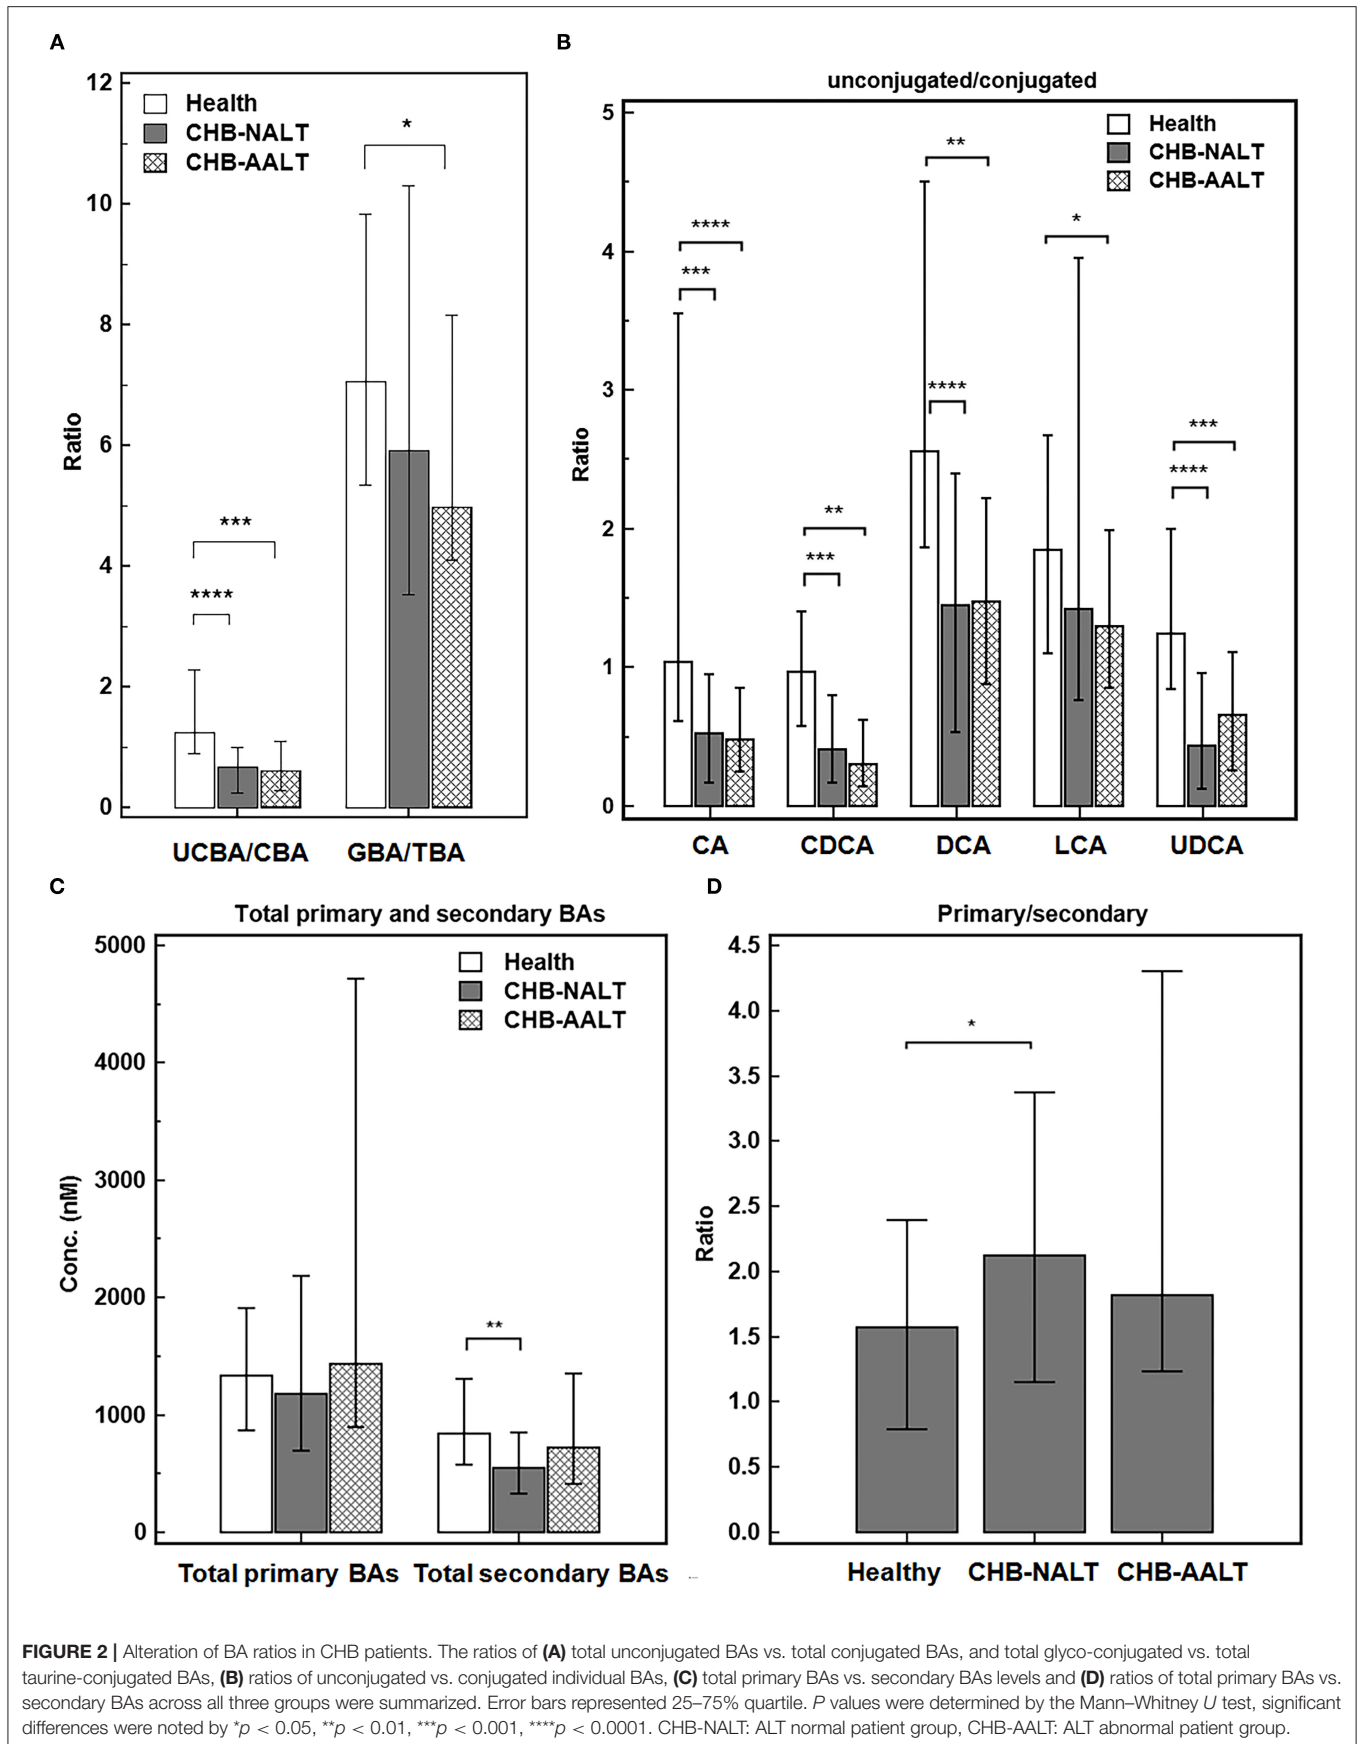 A
12
10
8
6
4
2
0
Ratio
Health
CHB-NALT
CHB-AALT
*
***
****
UCBA/CBA
GBA/TBA
B
unconjugated/conjugated
5
4
3
2
1
0
Ratio
Health
CHB-NALT
CHB-AALT
****
***
**
***
**
****
*
***
****
CA
CDCA
DCA
LCA
UDCA
C
Total primary and secondary BAs
5000
4000
3000
2000
1000
0
Conc. (nM)
Health
CHB-NALT
CHB-AALT
**
Total primary BAs
Total secondary BAs
D
Primary/secondary
4.5
4.0
3.5
3.0
2.5
2.0
1.5
1.0
0.5
0.0
Ratio
*
Healthy
CHB-NALT
CHB-AALT
FIGURE 2 | Alteration of BA ratios in CHB patients. The ratios of (A) total unconjugated BAs vs. total conjugated BAs, and total glyco-conjugated vs. total
taurine-conjugated BAs, (B) ratios of unconjugated vs. conjugated individual BAs, (C) total primary BAs vs. secondary BAs levels and (D) ratios of total primary BAs vs.
secondary BAs across all three groups were summarized. Error bars represented 25–75% quartile. P values were determined by the Mann–Whitney U test, significant
differences were noted by *p < 0.05, **p < 0.01, ***p < 0.001, ****p < 0.0001. CHB-NALT: ALT normal patient group, CHB-AALT: ALT abnormal patient group.